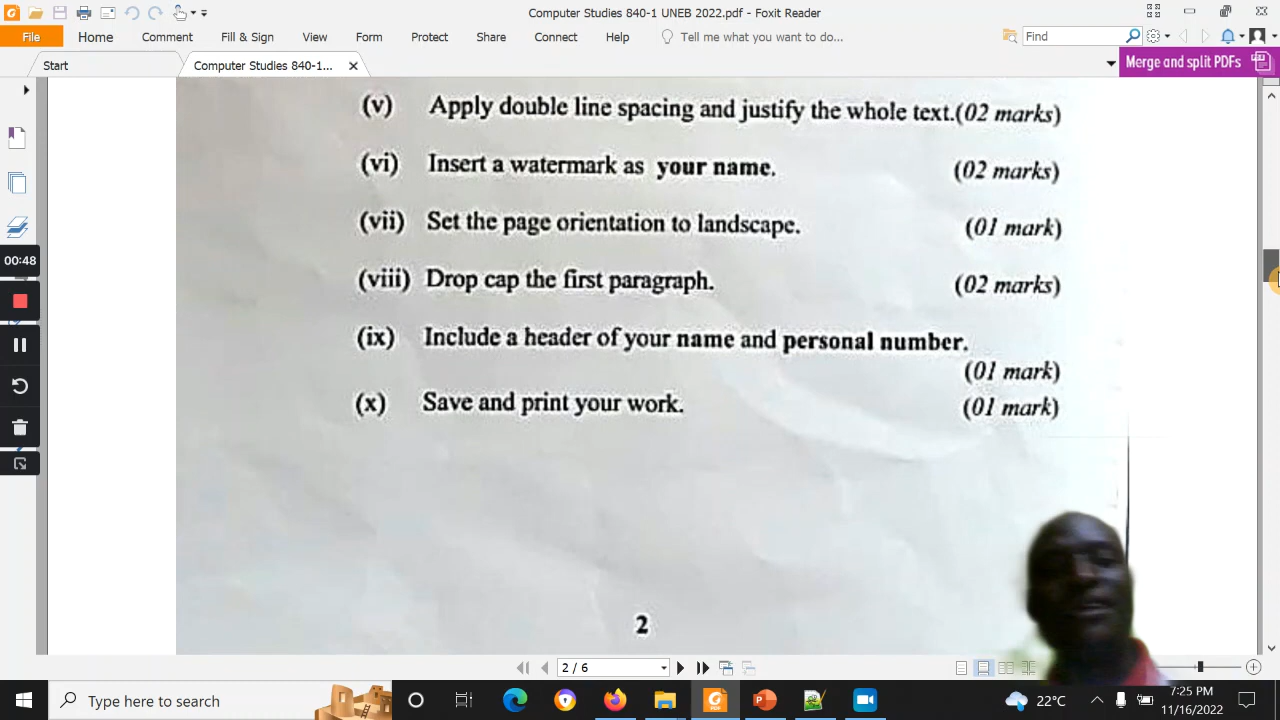 Computer Studies 840-1 UNEB 2022.pdf - Foxit Reader
File Home Comment Fill & Sign View Form Protect Share Connect Help Tell me what you want to do... Find
Start Computer Studies 840-1... Merge and split PDFs
(v) Apply double line spacing and justify the whole text.(02 marks)
(vi) Insert a watermark as your name. (02 marks)
(vii) Set the page orientation to landscape. (01 mark)
00:48
(viii) Drop cap the first paragraph. (02 marks)
(ix) Include a header of your name and personal number.
(01 mark)
(x) Save and print your work. (01 mark)
2
2 / 6
Type here to search 22°C 7:25 PM
11/16/2022